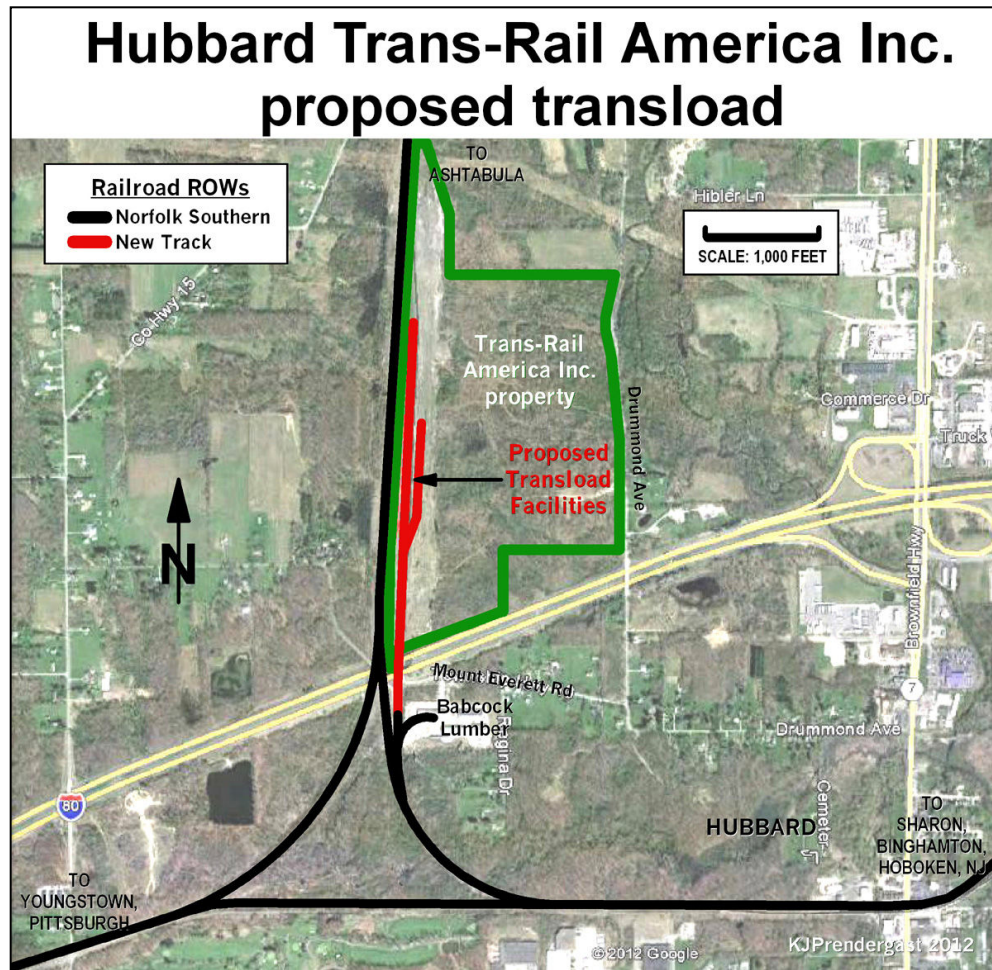 Hubbard Trans-Rail America Inc.
proposed transload
TO
ASHTABULA
Railroad ROWs
Norfolk Southern
New Track
Hibler Ln
SCALE: 1,000 FEET
Co Hwy 15
Trans-Rail
America Inc.
property
Drummond Ave
Commerce Dr
Truck
Proposed
Transload
Facilities
N
Brownfield Hwy
Mount Everett Rd
7
Babcock
Lumber
Regina Dr
Drummond Ave
80
Cemeter
HUBBARD
TO
SHARON,
BINGHAMTON,
HOBOKEN, NJ
TO
YOUNGSTOWN,
PITTSBURGH
© 2012 Google
KJPrendergast 2012